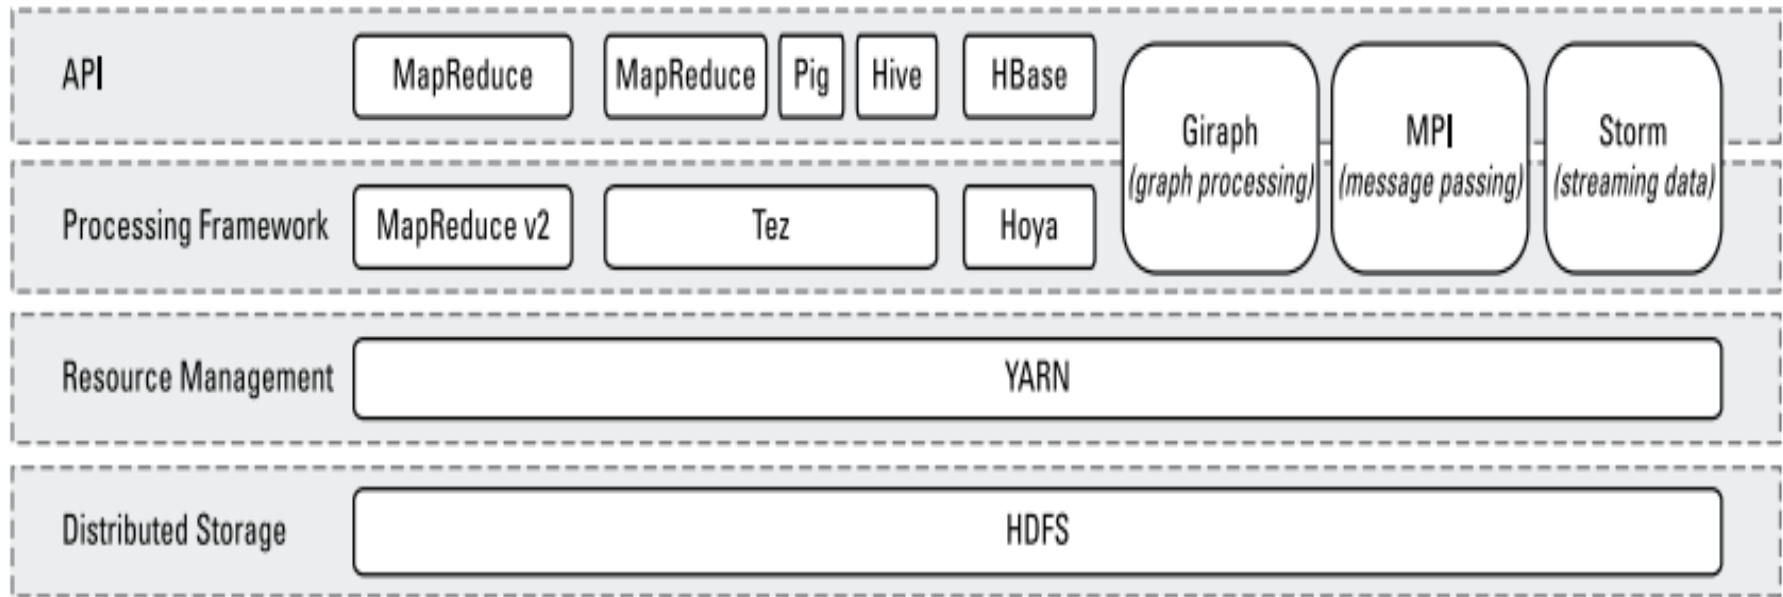 API
MapReduce
MapReduce
Pig
Hive
HBase
Giraph
(graph processing)
MPI
(message passing)
Storm
(streaming data)
Processing Framework
MapReduce v2
Tez
Hoya
Resource Management
YARN
Distributed Storage
HDFS